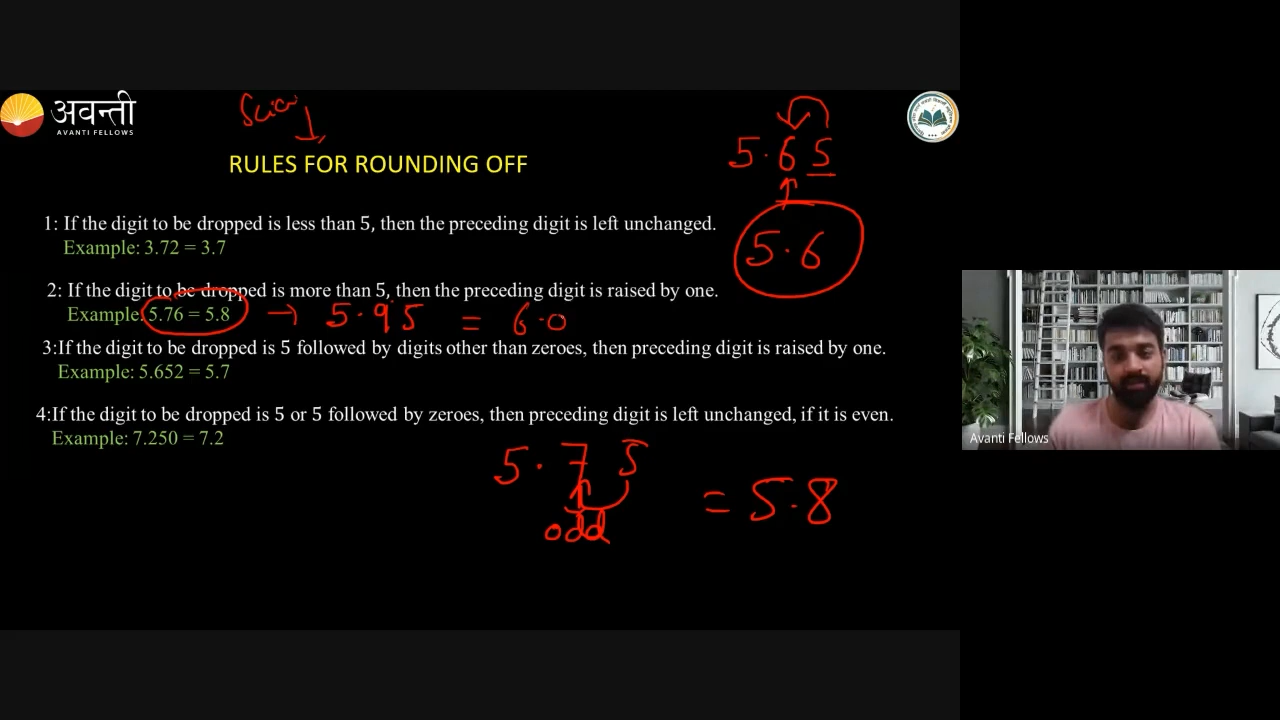 अवन्ती
AVANTI FELLOWS
RULES FOR ROUNDING OFF
5.65
5.6
1: If the digit to be dropped is less than 5, then the preceding digit is left unchanged.
Example: 3.72 = 3.7
2: If the digit to be dropped is more than 5, then the preceding digit is raised by one.
Example: 5.76 = 5.8 → 5.95 = 6.0
3:If the digit to be dropped is 5 followed by digits other than zeroes, then preceding digit is raised by one.
Example: 5.652 = 5.7
4:If the digit to be dropped is 5 or 5 followed by zeroes, then preceding digit is left unchanged, if it is even.
Example: 7.250 = 7.2
5.75 = 5.8
odd
Avanti Fellows